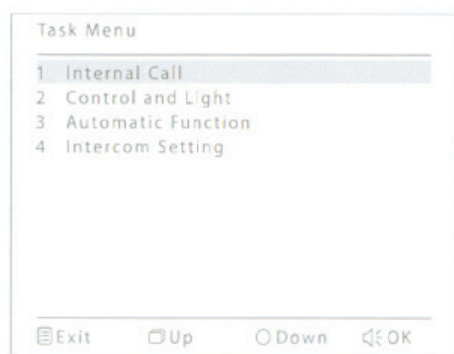 Task Menu
1 Internal Call
2 Control and Light
3 Automatic Function
4 Intercom Setting
Exit Up Down OK